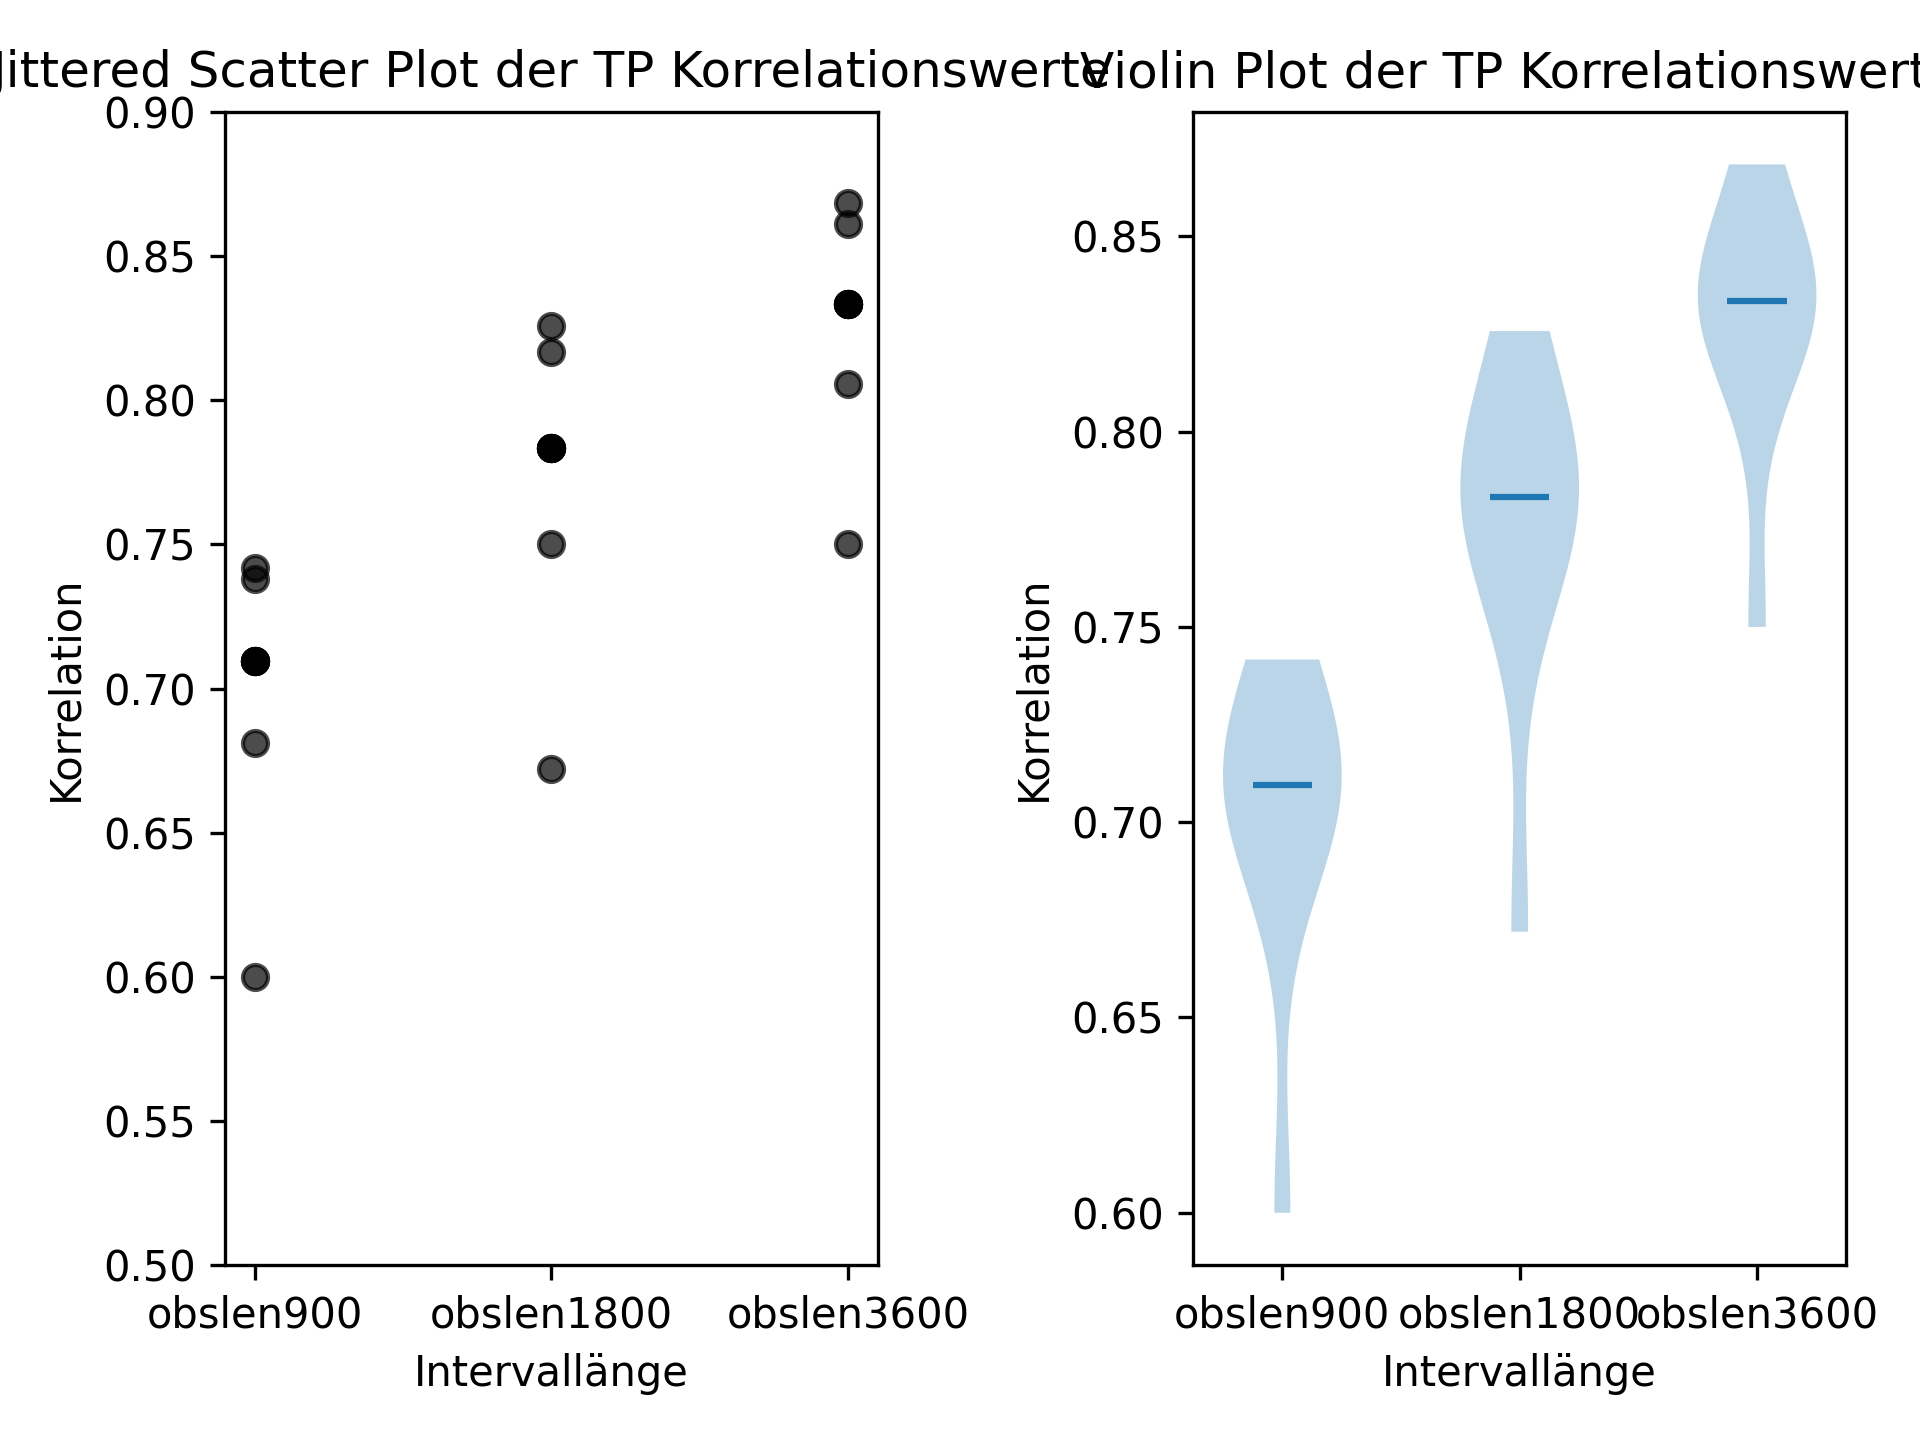 Jittered Scatter Plot der TP Korrelationswerte
0.90
0.85
0.80
0.75
0.70
0.65
0.60
0.55
0.50
Korrelation
obslen900 obslen1800 obslen3600
Intervallänge
Violin Plot der TP Korrelationswert
0.85
0.80
0.75
0.70
0.65
0.60
Korrelation
obslen900 obslen1800 obslen3600
Intervallänge